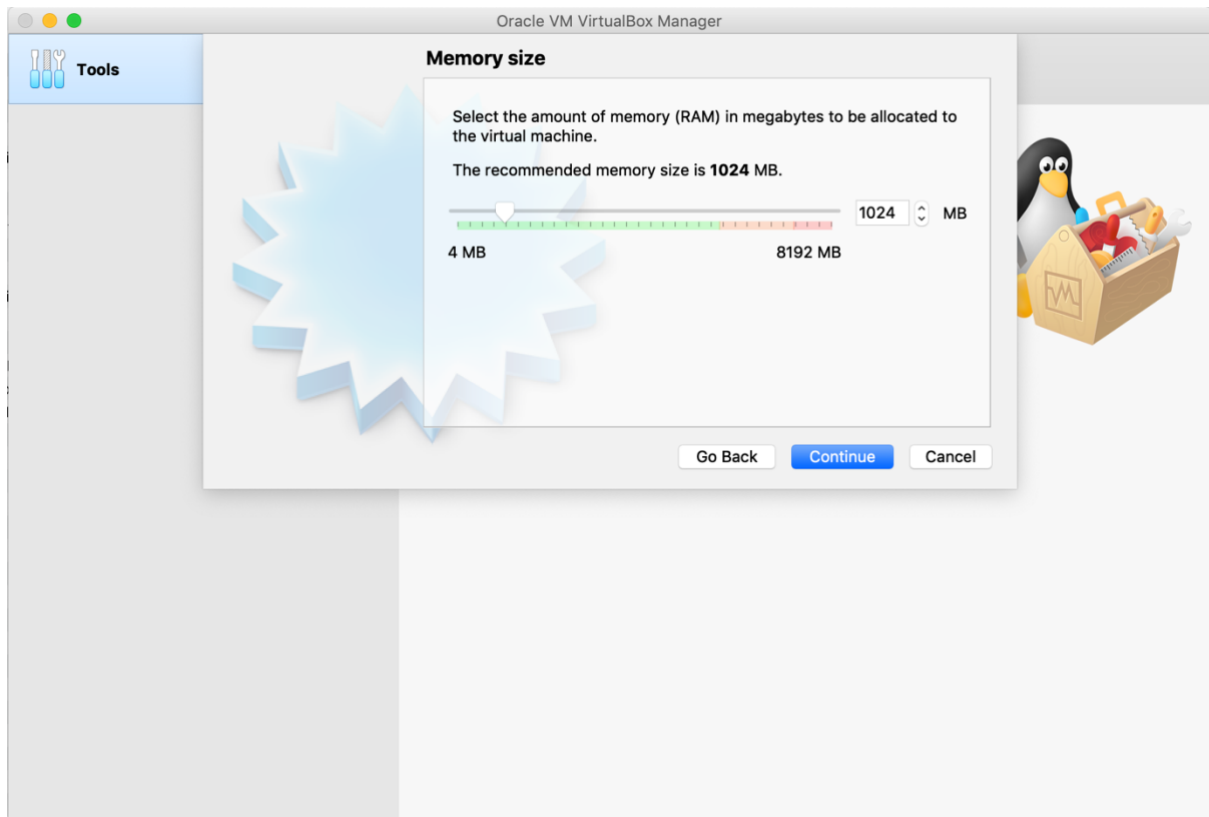 Oracle VM VirtualBox Manager
Tools
Memory size
Select the amount of memory (RAM) in megabytes to be allocated to
the virtual machine.
The recommended memory size is 1024 MB.
1024 MB
4 MB 8192 MB
Go Back Continue Cancel